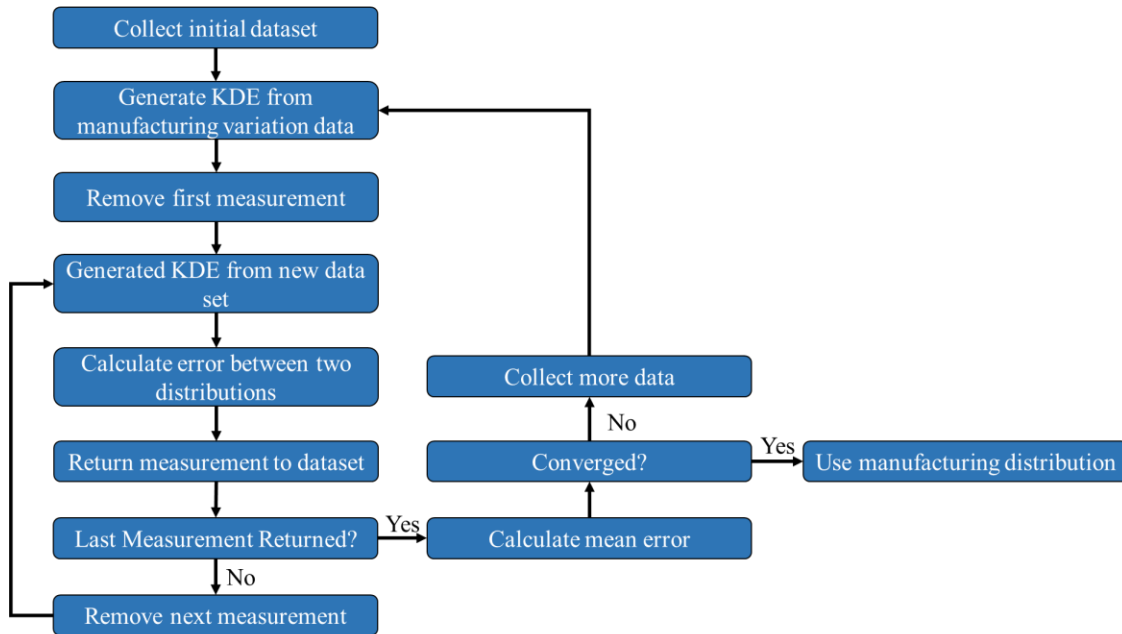 Collect initial dataset
Generate KDE from
manufacturing variation data
Remove first measurement
Generated KDE from new data
set
Calculate error between two
distributions
Return measurement to dataset
Last Measurement Returned?
No
Remove next measurement
Yes
Calculate mean error
Converged?
No
Collect more data
Yes
Use manufacturing distribution